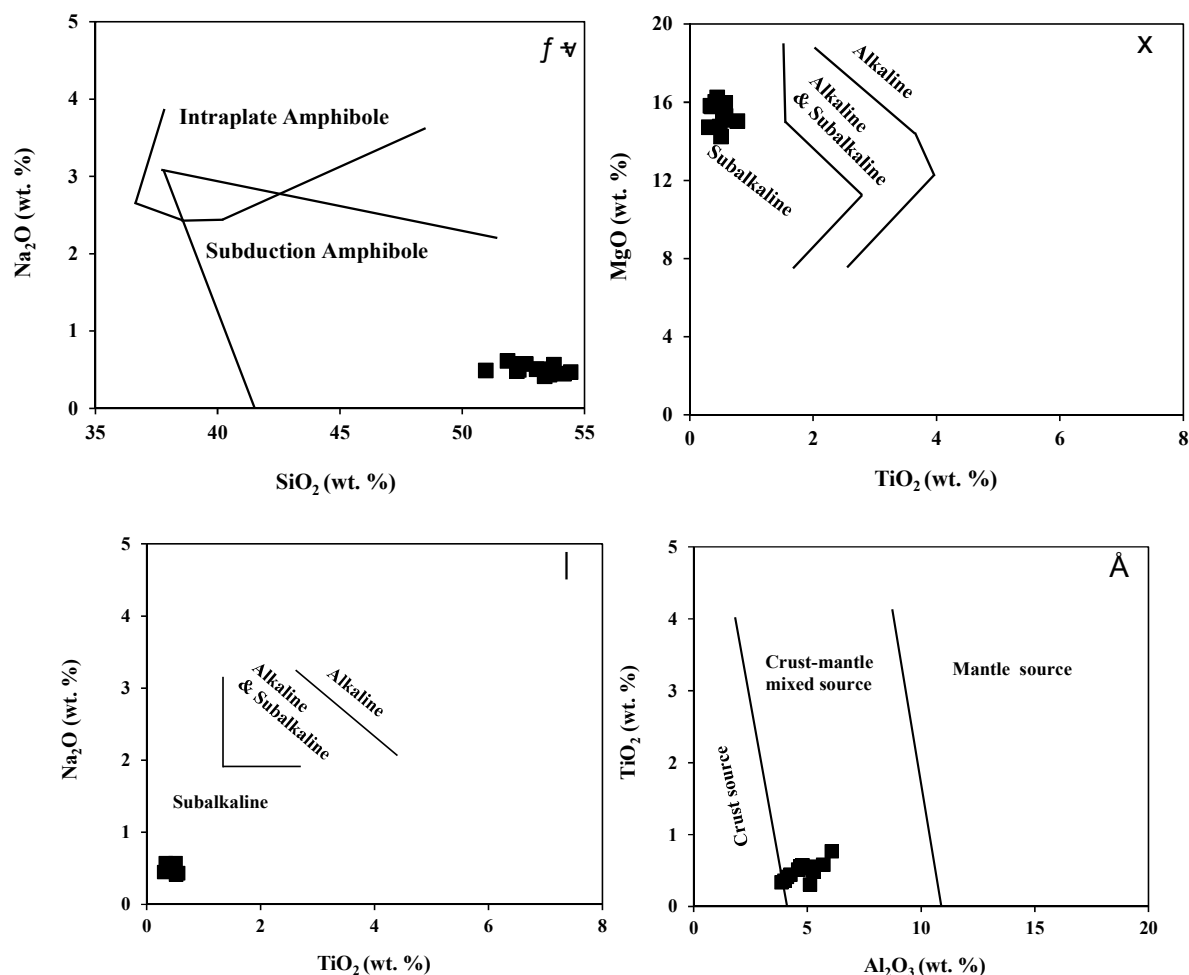 5
4
3
2
1
0
35
40
45
50
55
Na₂O (wt. %)
SiO₂ (wt. %)
Intraplate Amphibole
Subduction Amphibole
20
16
12
8
4
0
0
2
4
6
8
MgO (wt. %)
TiO₂ (wt. %)
x
Alkaline
Alkaline
& Subalkaline
Subalkaline
5
4
3
2
1
0
0
2
4
6
8
Na₂O (wt. %)
TiO₂ (wt. %)
Alkaline
Alkaline
& Subalkaline
Subalkaline
5
4
3
2
1
0
0
5
10
15
20
TiO₂ (wt. %)
Al₂O₃ (wt. %)
Å
Crust source
Crust-mantle
mixed source
Mantle source